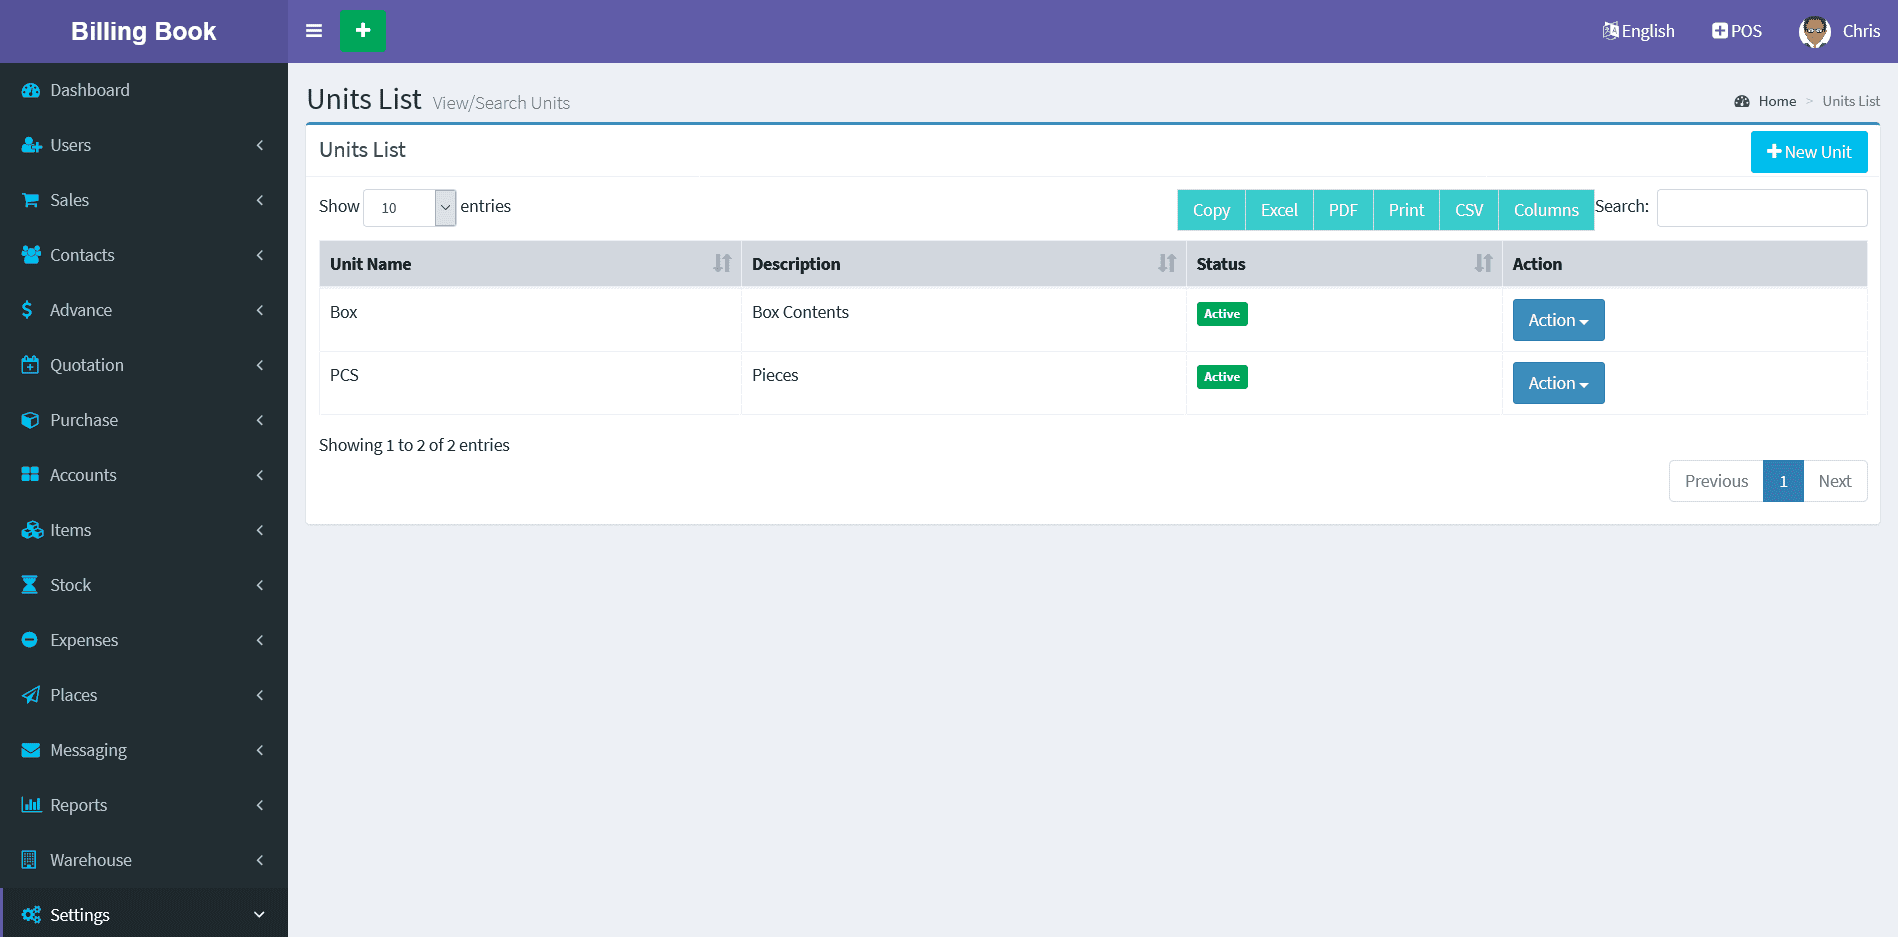 Billing Book
English
POS
Chris
Dashboard
Users
Sales
Contacts
Advance
Quotation
Purchase
Accounts
Items
Stock
Expenses
Places
Messaging
Reports
Warehouse
Settings
Units List View/Search Units
Home > Units List
Units List
New Unit
Show 10 entries
Copy Excel PDF Print CSV Columns Search:
Unit Name Description Status Action
Box Box Contents Active Action
PCS Pieces Active Action
Showing 1 to 2 of 2 entries
Previous 1 Next